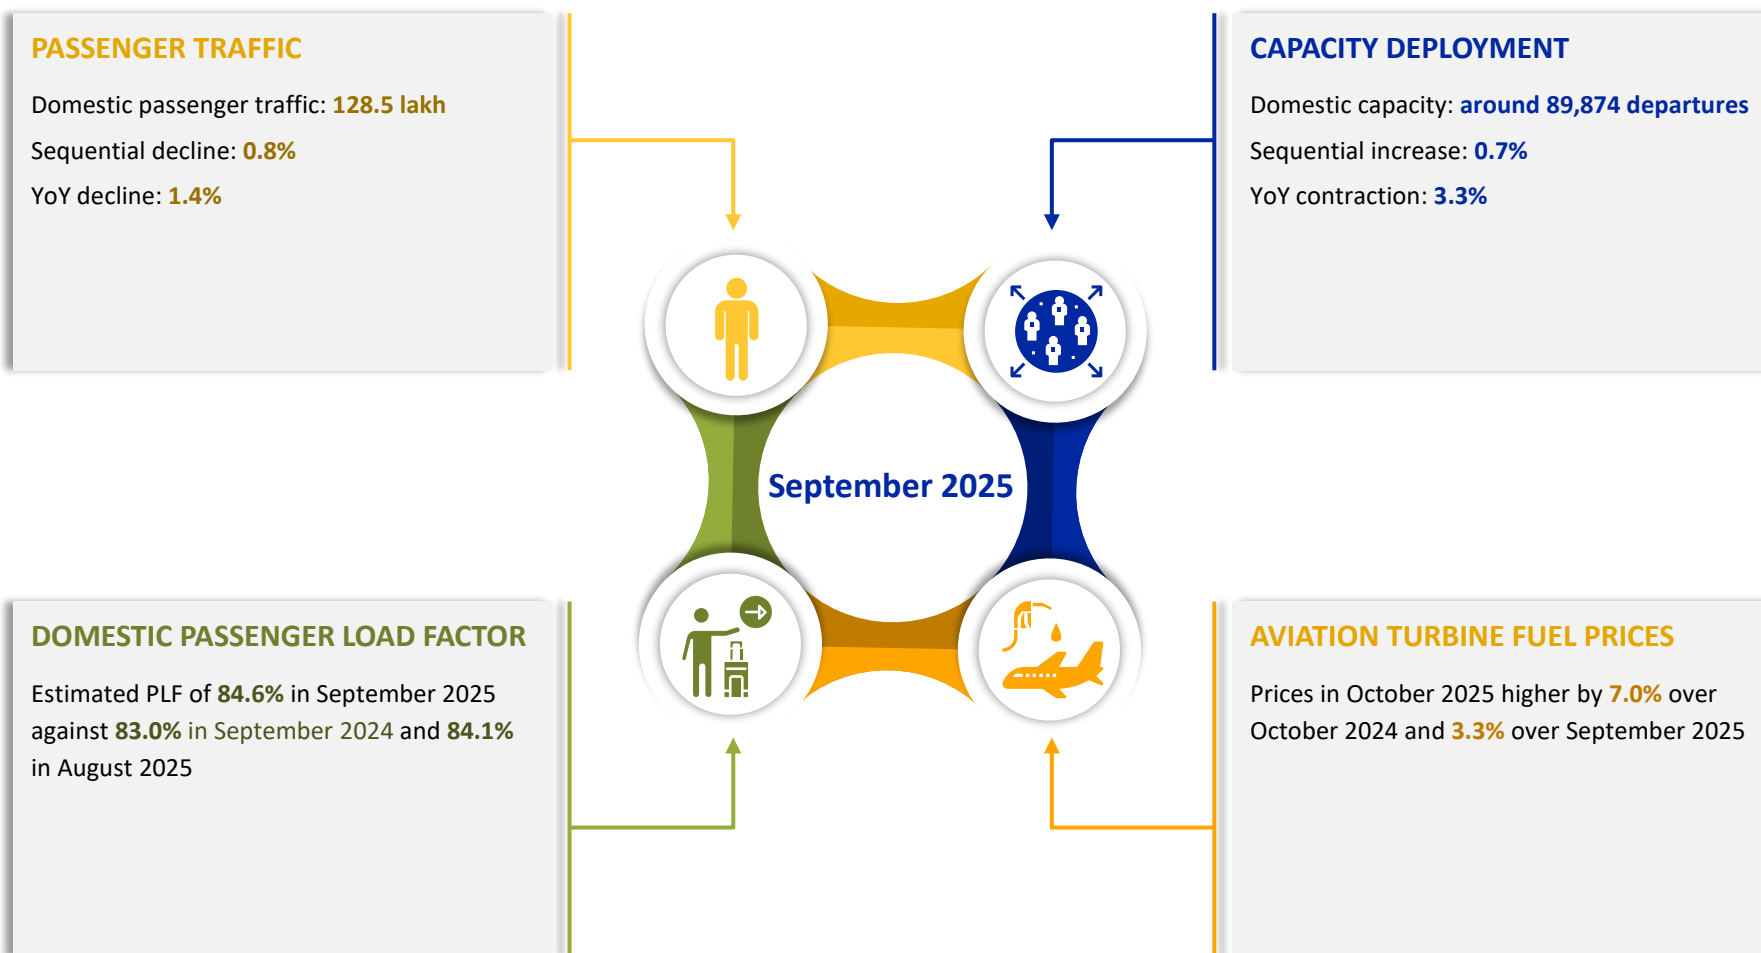 PASSENGER TRAFFIC
Domestic passenger traffic: 128.5 lakh
Sequential decline: 0.8%
YoY decline: 1.4%
CAPACITY DEPLOYMENT
Domestic capacity: around 89,874 departures
Sequential increase: 0.7%
YoY contraction: 3.3%
September 2025
DOMESTIC PASSENGER LOAD FACTOR
Estimated PLF of 84.6% in September 2025
against 83.0% in September 2024 and 84.1%
in August 2025
AVIATION TURBINE FUEL PRICES
Prices in October 2025 higher by 7.0% over
October 2024 and 3.3% over September 2025